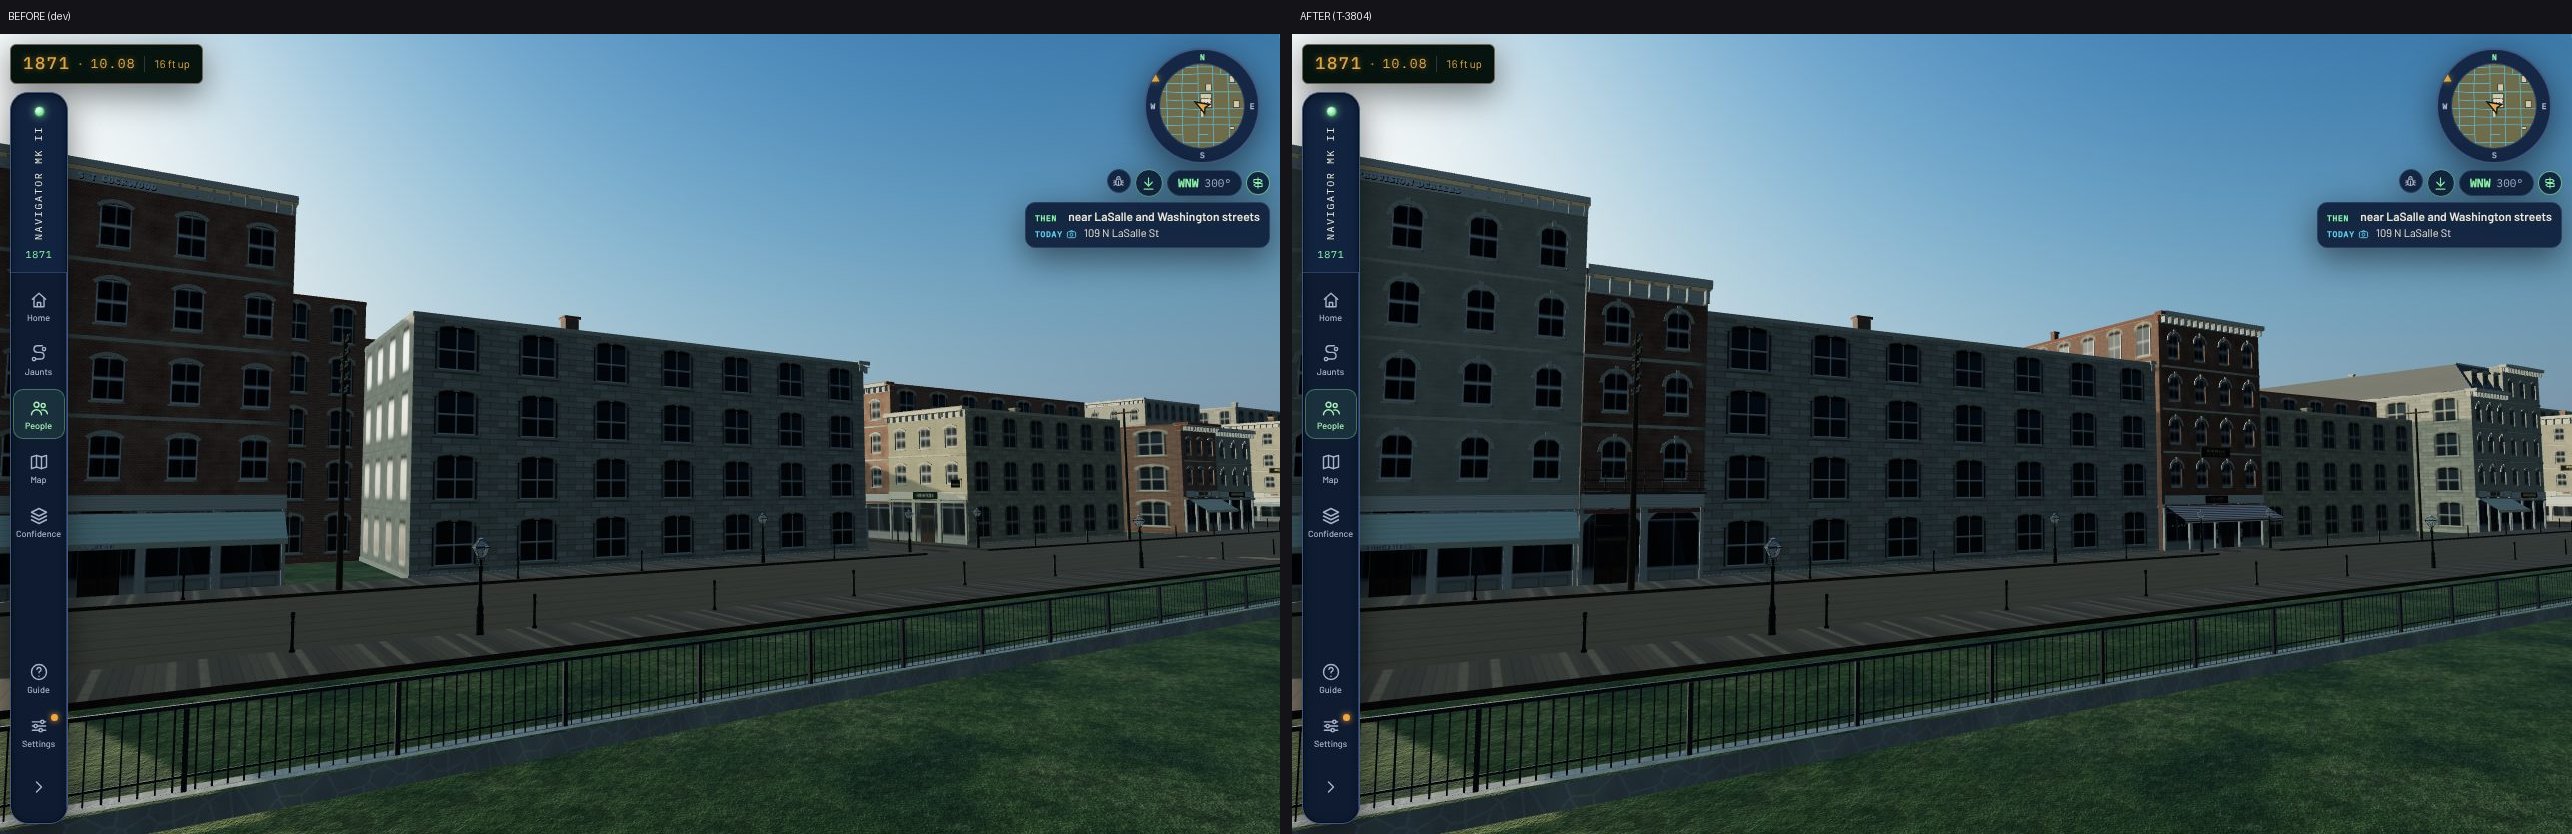 BEFORE (dev)
1871 · 10.08 16 ft up
NAVIGATOR MK II
1871
Home
Jaunts
People
Map
Confidence
Guide
Settings
N
W
E
S
WNW 300°
THEN near LaSalle and Washington streets
TODAY 109 N LaSalle St
AFTER (T-3804)
1871 · 10.08 16 ft up
NAVIGATOR MK II
1871
Home
Jaunts
People
Map
Confidence
Guide
Settings
N
W
E
S
WNW 300°
THEN near LaSalle and Washington streets
TODAY 109 N LaSalle St